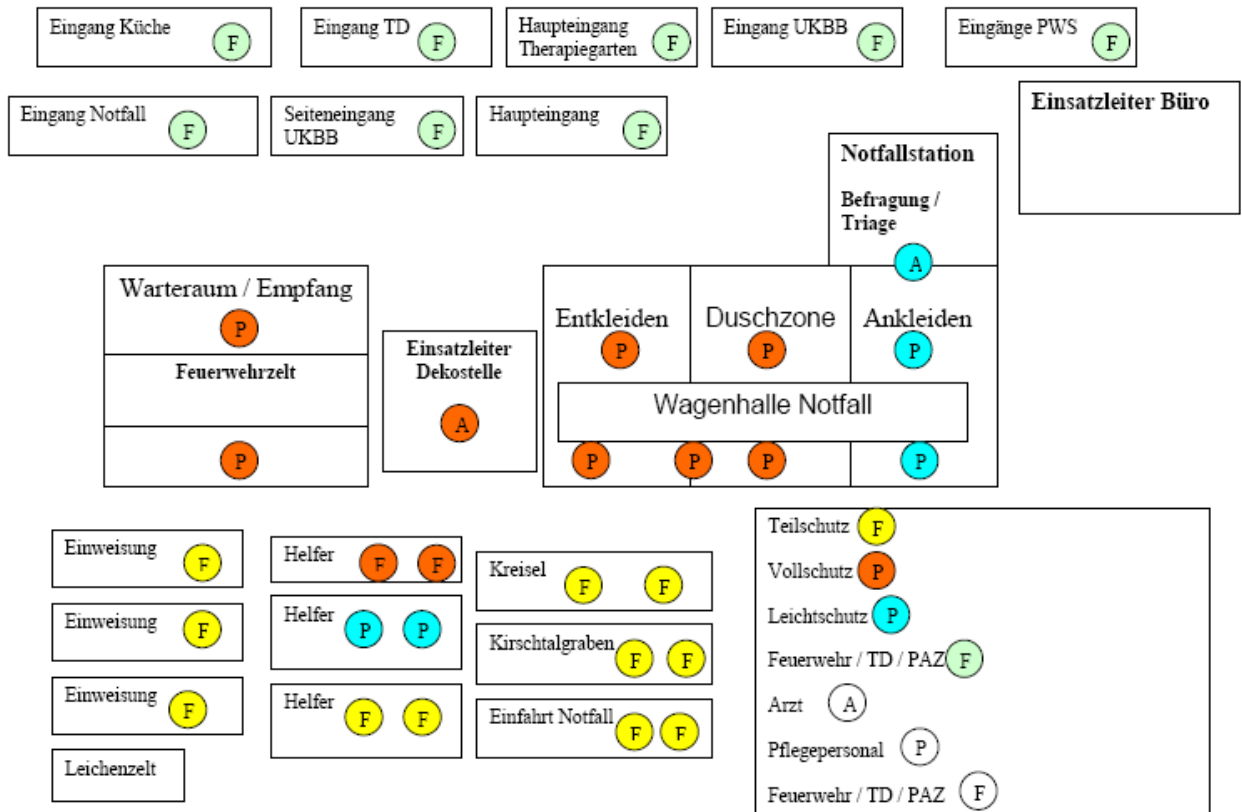 Eingang Küche F
Eingang TD F
Haupteingang
Therapiegarten F
Eingang UKBB F
Eingänge PWS F
Eingang Notfall F
Seiteneingang
UKBB F
Haupteingang F
Einsatzleiter Büro
Notfallstation
Befragung /
Triage
A
Warteraum / Empfang
P
Feuerwehrzelt
P
Einsatzleiter
Dekostelle
A
Entkleiden
P
Duschzone
P
Ankleiden
P
Wagenhalle Notfall
P P P P
Einweisung F
Einweisung F
Einweisung F
Leichenzelt
Helfer F F
Helfer P P
Helfer F F
Kreisel F F
Kirschtalgraben F F
Einfahrt Notfall F F
Teilschutz F
Vollschutz P
Leichtschutz P
Feuerwehr / TD / PAZ F
Arzt A
Pflegepersonal P
Feuerwehr / TD / PAZ F